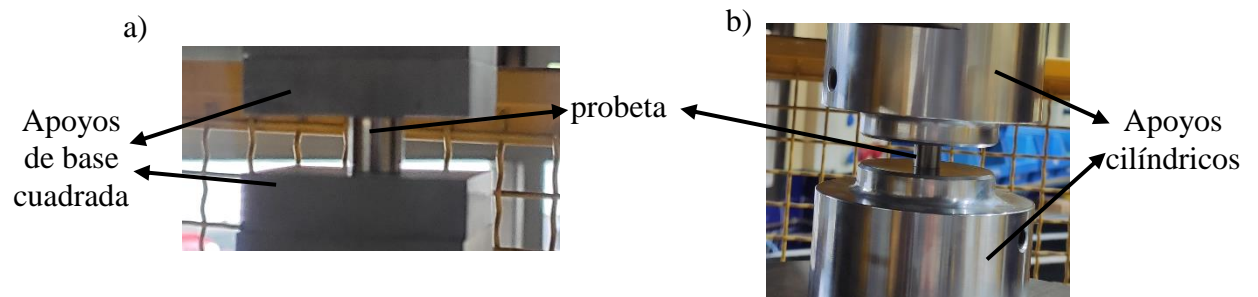 a)
b)
Apoyos
de base
cuadrada
probeta
Apoyos
cilíndricos